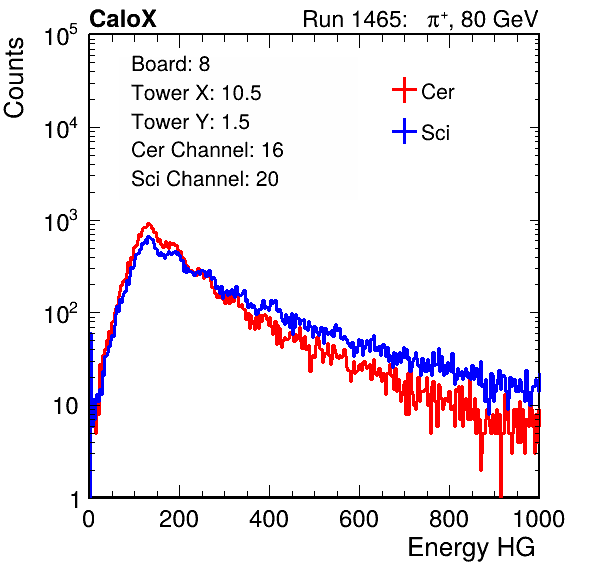 CaloX Run 1465: π⁺, 80 GeV
Counts
Board: 8
Tower X: 10.5
Tower Y: 1.5
Cer Channel: 16
Sci Channel: 20
Cer
Sci
10⁵
10⁴
10³
10²
10
1
0 200 400 600 800 1000
Energy HG